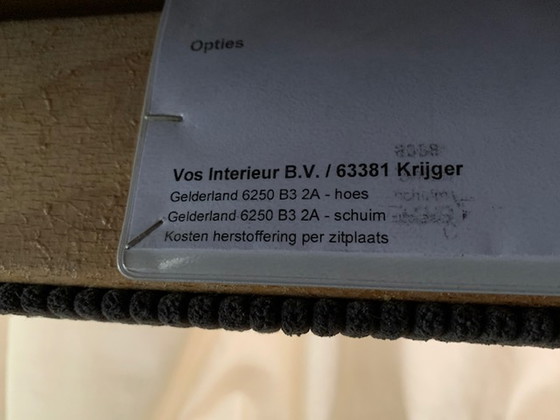 Opties
Vos Interieur B.V. / 63381 Krijger
Gelderland 6250 B3 2A - hoes
Gelderland 6250 B3 2A - schuim
Kosten herstoffering per zitplaats